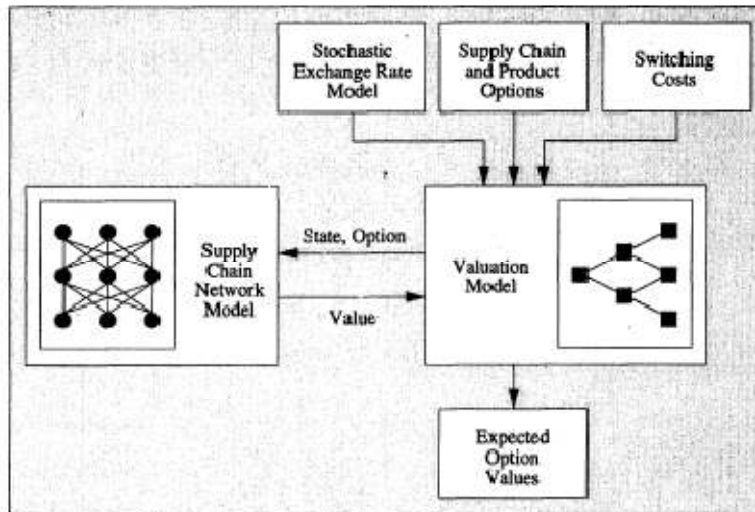 Stochastic
Exchange Rate
Model
Supply Chain
and Product
Options
Switching
Costs
Supply
Chain
Network
Model
State, Option
Value
Valuation
Model
Expected
Option
Values